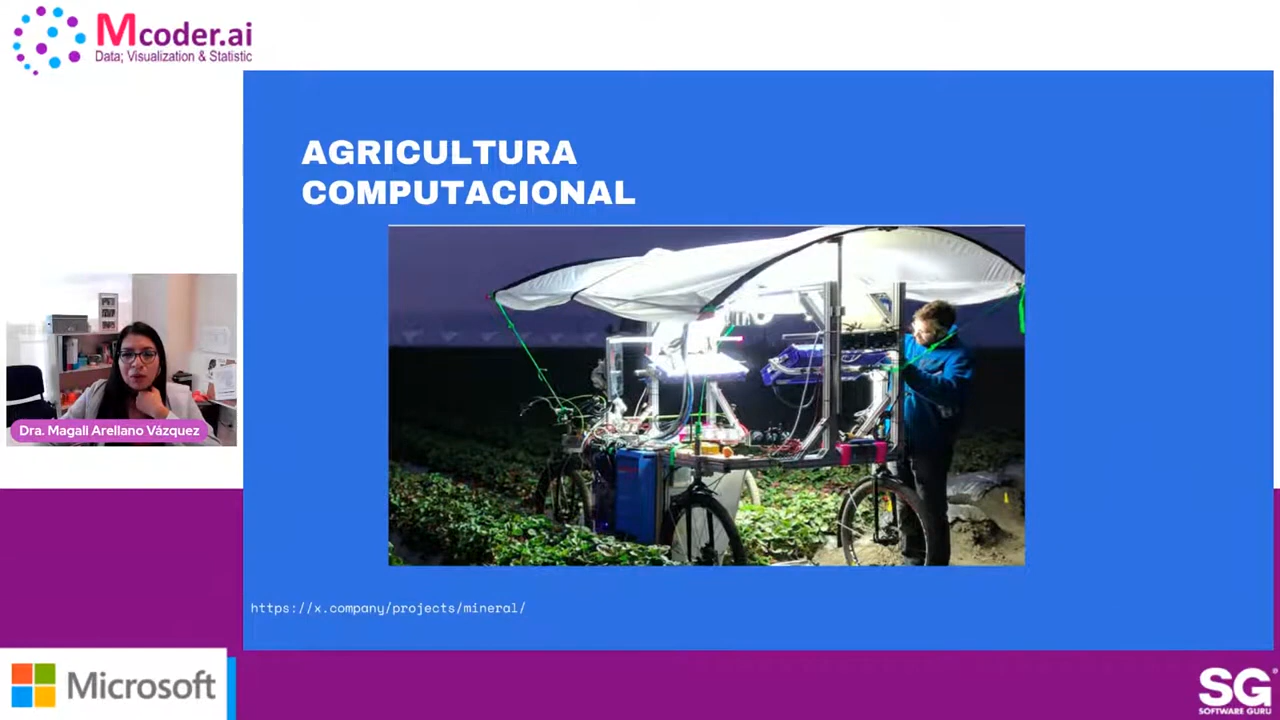 Mcoder.ai
Data; Visualization & Statistic
AGRICULTURA
COMPUTACIONAL
Dra. Magali Arellano Vázquez
https://x.company/projects/mineral/
Microsoft
SG
SOFTWARE GURU